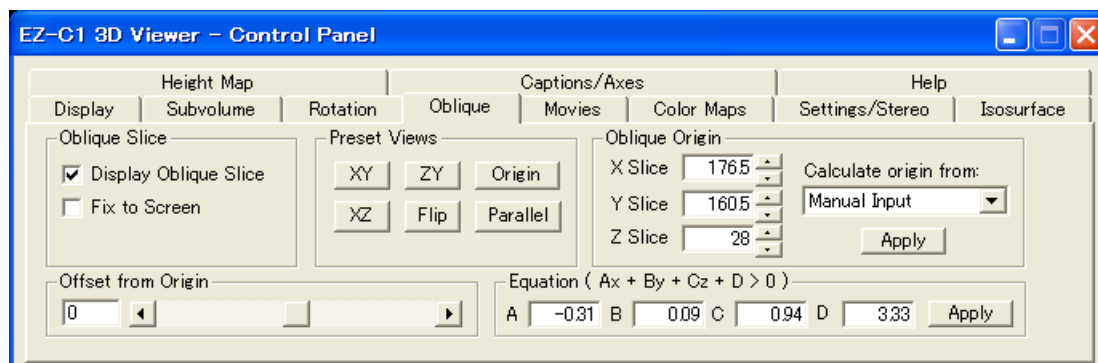 EZ-C1 3D Viewer - Control Panel
Height Map Captions/Axes Help
Display Subvolume Rotation Oblique Movies Color Maps Settings/Stereo Isosurface
Oblique Slice
Display Oblique Slice
Fix to Screen
Preset Views
XY ZY Origin
XZ Flip Parallel
Oblique Origin
X Slice 176.5
Y Slice 160.5
Z Slice 28
Calculate origin from:
Manual Input
Apply
Offset from Origin
0
Equation ( Ax + By + Cz + D > 0 )
A -0.31 B 0.09 C 0.94 D 3.33 Apply